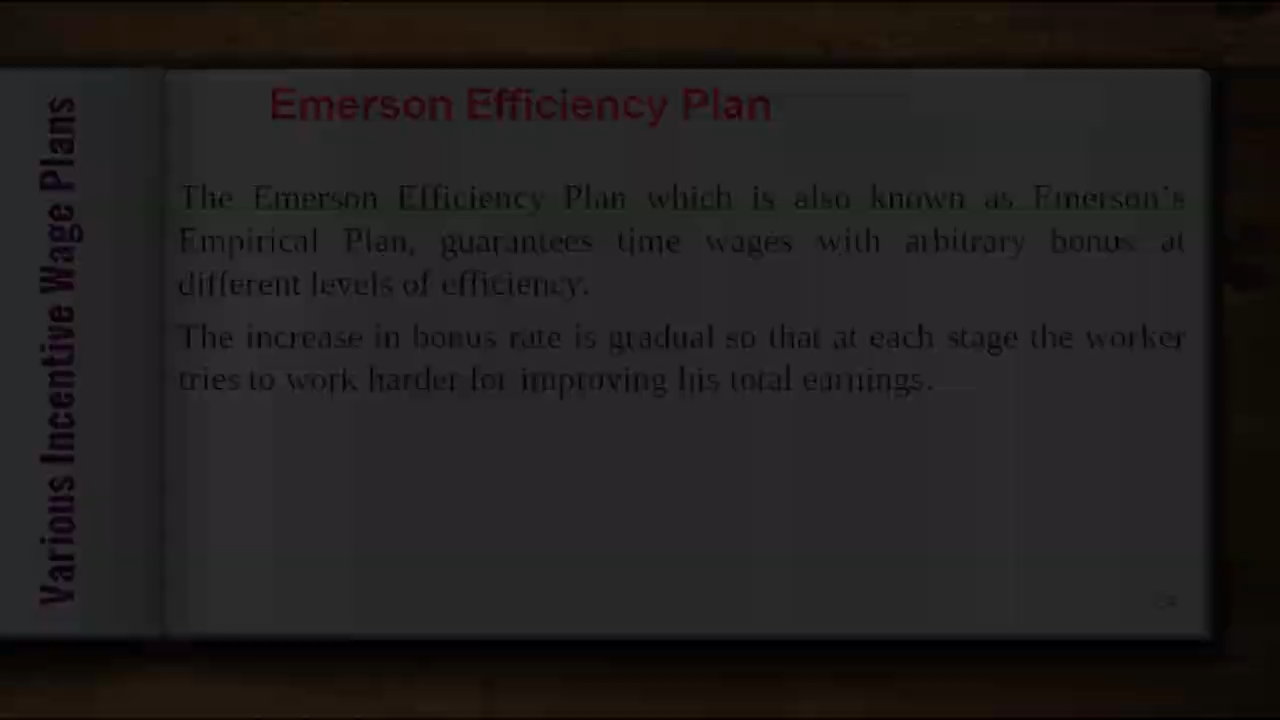 Various Incentive Wage Plans
Emerson Efficiency Plan
The Emerson Efficiency Plan which is also known as Emerson's
Empirical Plan, guarantees time wages with arbitrary bonus at
different levels of efficiency.
The increase in bonus rate is gradual so that at each stage the worker
tries to work harder for improving his total earnings.